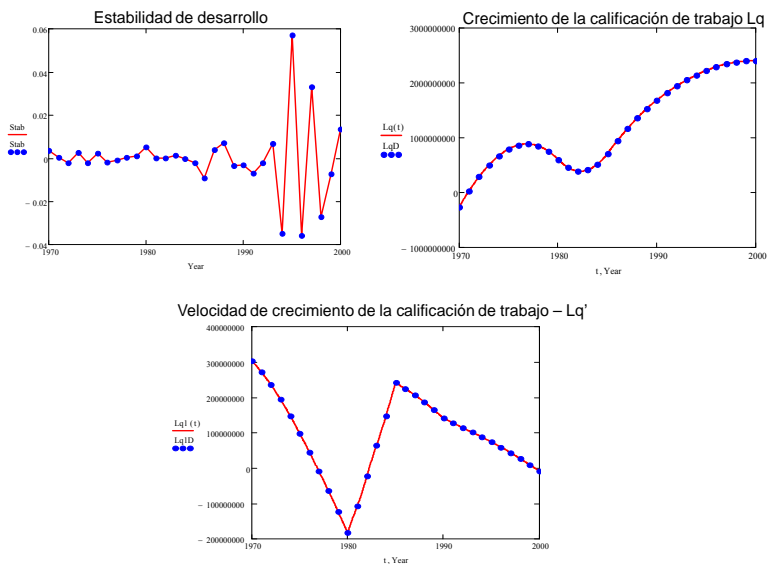 Estabilidad de desarrollo
0.06
0.04
0.02
0
− 0.02
− 0.04
Stab
Stab
1970
1980
1990
2000
Year
Crecimiento de la calificación de trabajo Lq
3000000000
2000000000
1000000000
0
− 1000000000
Lq(t)
LqD
1970
1980
1990
2000
t , Year
Velocidad de crecimiento de la calificación de trabajo – Lq’
400000000
300000000
200000000
100000000
0
− 100000000
− 200000000
Lq1(t)
Lq1D
1970
1980
1990
2000
t , Year